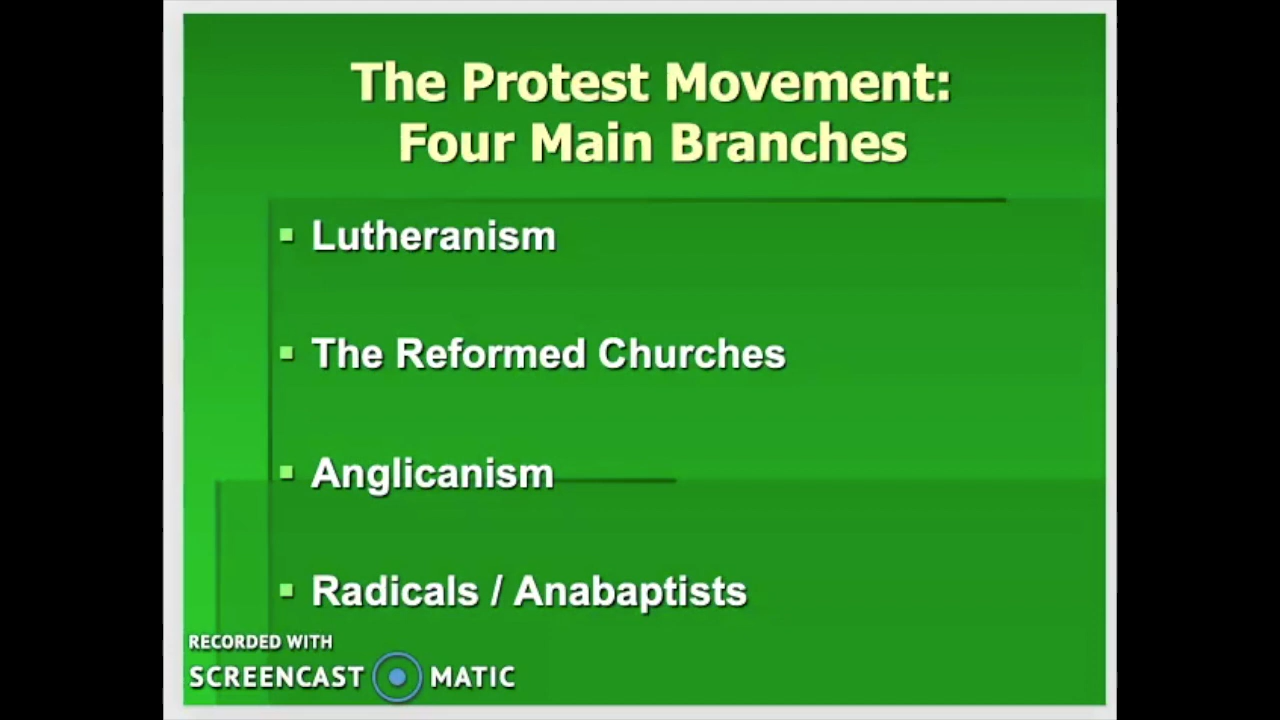 The Protest Movement:
Four Main Branches
Lutheranism
The Reformed Churches
Anglicanism
Radicals / Anabaptists
RECORDED WITH
SCREENCAST MATIC